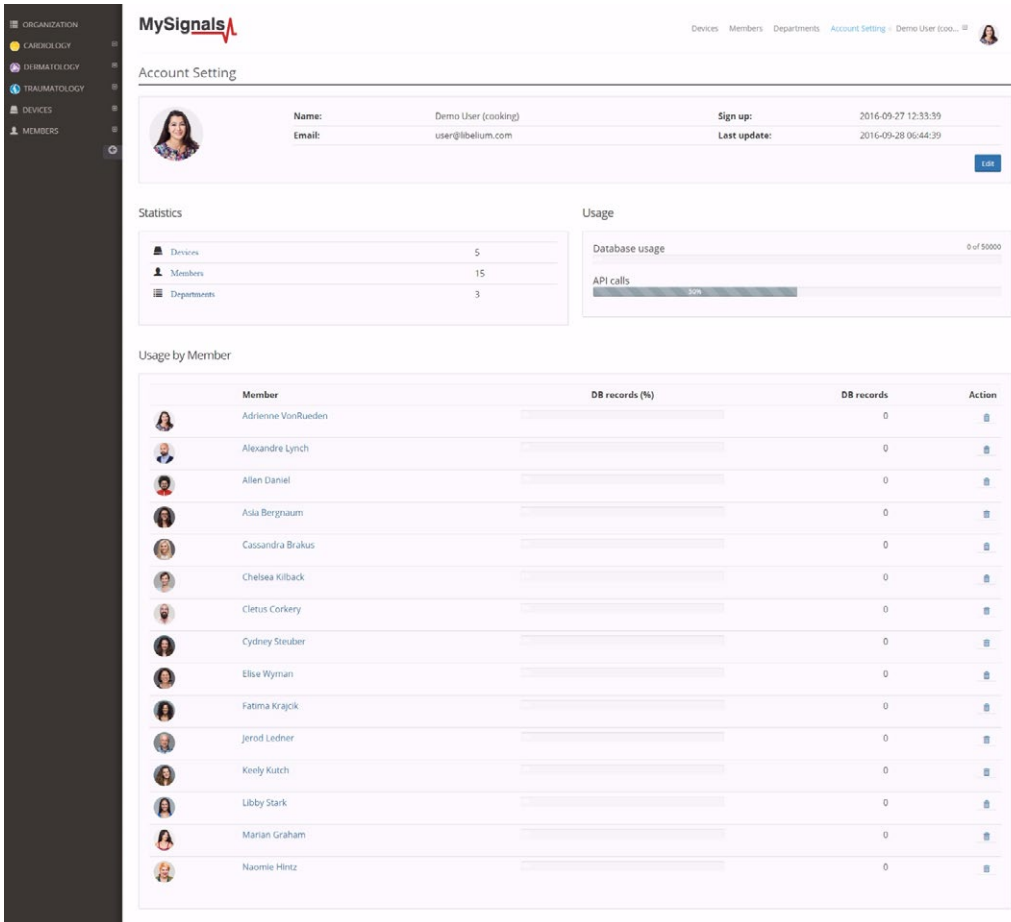 ORGANIZATION
CARDIOLOGY
DERMATOLOGY
TRAUMATOLOGY
DEVICES
MEMBERS
MySignals
Devices Members Departments Account Setting Demo User (coo...
Account Setting
Name: Demo User (cooking) Sign up: 2016-09-27 12:33:39
Email: user@libelium.com Last update: 2016-09-28 06:44:39
Edit
Statistics
Devices 5
Members 15
Departments 3
Usage
Database usage 0 of 50000
API calls
50%
Usage by Member
Member DB records (%) DB records Action
Adrienne VonRueden 0
Alexandre Lynch 0
Allen Daniel 0
Asia Bergnaum 0
Cassandra Brakus 0
Chelsea Kilback 0
Cletus Corkery 0
Cydney Steuber 0
Elise Wyman 0
Fatima Krajcik 0
Jerod Ledner 0
Keely Kutch 0
Libby Stark 0
Marian Graham 0
Naomie Hintz 0